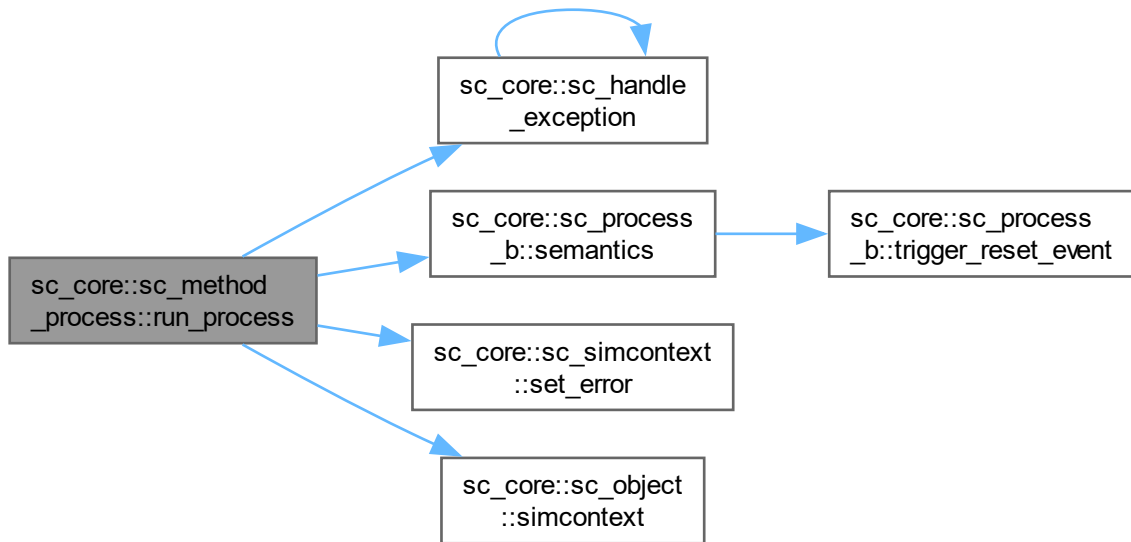 sc_core::sc_handle
_exception
sc_core::sc_process
_b::semantics
sc_core::sc_process
_b::trigger_reset_event
sc_core::sc_method
_process::run_process
sc_core::sc_simcontext
::set_error
sc_core::sc_object
::simcontext